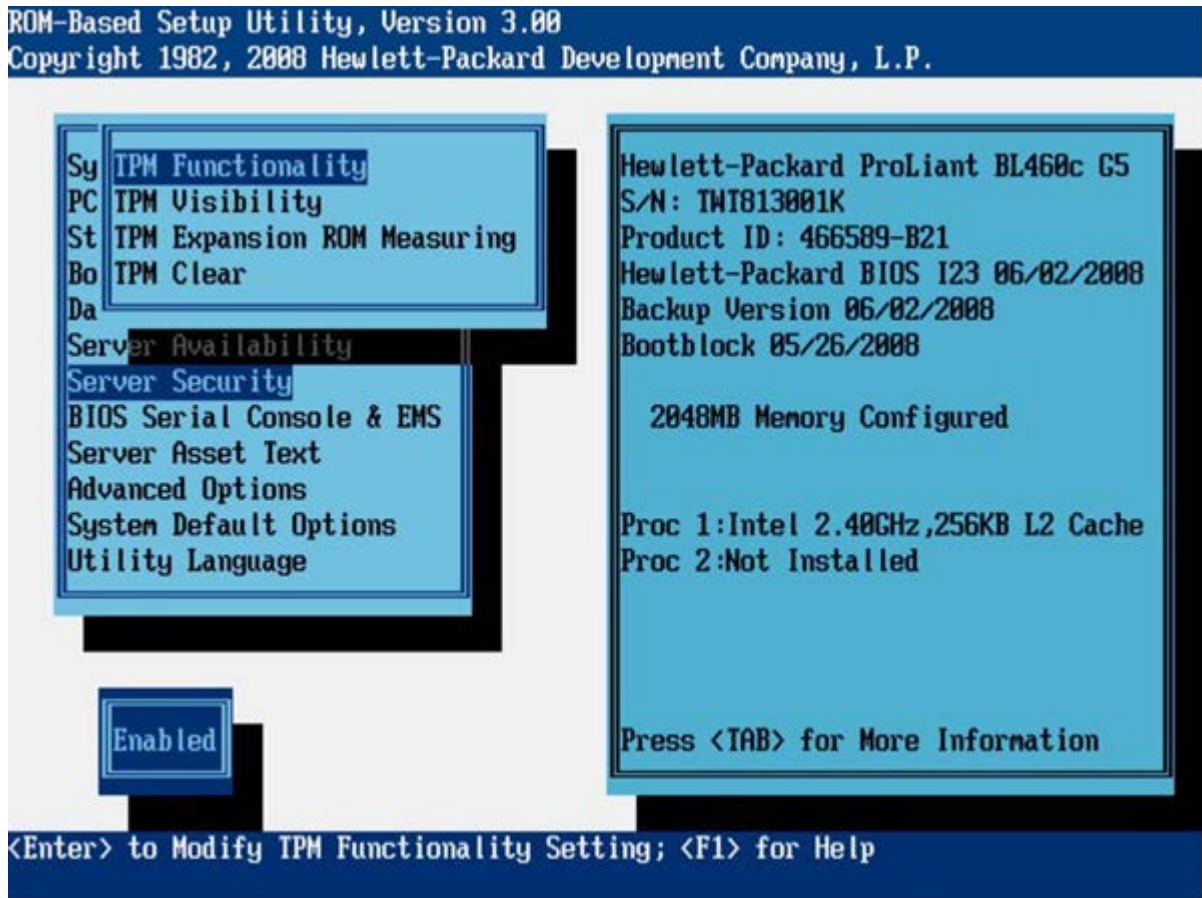 ROM-Based Setup Utility, Version 3.00
Copyright 1982, 2008 Hewlett-Packard Development Company, L.P.
TPM Functionality
TPM Visibility
TPM Expansion ROM Measuring
TPM Clear
Sy
PC
St
Bo
Da
Server Availability
Server Security
BIOS Serial Console & EMS
Server Asset Text
Advanced Options
System Default Options
Utility Language
Enabled
Hewlett-Packard ProLiant BL460c G5
S/N: TWT813001K
Product ID: 466589-B21
Hewlett-Packard BIOS I23 06/02/2008
Backup Version 06/02/2008
Bootblock 05/26/2008
2048MB Memory Configured
Proc 1:Intel 2.40GHz,256KB L2 Cache
Proc 2:Not Installed
Press <TAB> for More Information
<Enter> to Modify TPM Functionality Setting; <F1> for Help